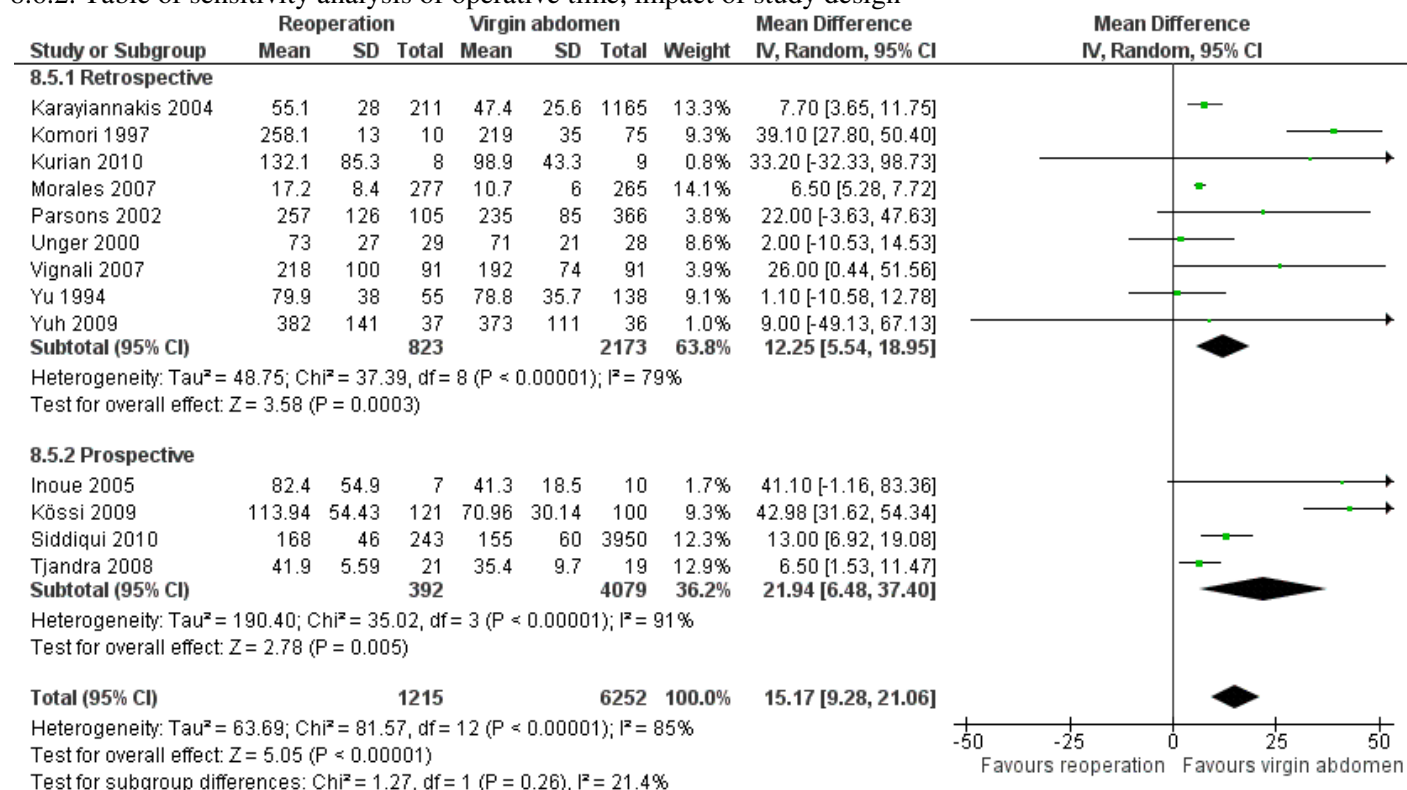 8.6.2. Table of sensitivity analysis of operative time, impact of study design
Reoperation Virgin abdomen Mean Difference Mean Difference
Study or Subgroup Mean SD Total Mean SD Total Weight IV, Random, 95% CI IV, Random, 95% CI
8.5.1 Retrospective
Karayiannakis 2004 55.1 28 211 47.4 25.6 1165 13.3% 7.70 [3.65, 11.75]
Komori 1997 258.1 13 10 219 35 75 9.3% 39.10 [27.80, 50.40]
Kurian 2010 132.1 85.3 8 98.9 43.3 9 0.8% 33.20 [-32.33, 98.73]
Morales 2007 17.2 8.4 277 10.7 6 265 14.1% 6.50 [5.28, 7.72]
Parsons 2002 257 126 105 235 85 366 3.8% 22.00 [-3.63, 47.63]
Unger 2000 73 27 29 71 21 28 8.6% 2.00 [-10.53, 14.53]
Vignali 2007 218 100 91 192 74 91 3.9% 26.00 [0.44, 51.56]
Yu 1994 79.9 38 55 78.8 35.7 138 9.1% 1.10 [-10.58, 12.78]
Yuh 2009 382 141 37 373 111 36 1.0% 9.00 [-49.13, 67.13]
Subtotal (95% CI) 823 2173 63.8% 12.25 [5.54, 18.95]
Heterogeneity: Tau² = 48.75; Chi² = 37.39, df = 8 (P < 0.00001); I² = 79%
Test for overall effect: Z = 3.58 (P = 0.0003)
8.5.2 Prospective
Inoue 2005 82.4 54.9 7 41.3 18.5 10 1.7% 41.10 [-1.16, 83.36]
Kössi 2009 113.94 54.43 121 70.96 30.14 100 9.3% 42.98 [31.62, 54.34]
Siddiqui 2010 168 46 243 155 60 3950 12.3% 13.00 [6.92, 19.08]
Tjandra 2008 41.9 5.59 21 35.4 9.7 19 12.9% 6.50 [1.53, 11.47]
Subtotal (95% CI) 392 4079 36.2% 21.94 [6.48, 37.40]
Heterogeneity: Tau² = 190.40; Chi² = 35.02, df = 3 (P < 0.00001); I² = 91%
Test for overall effect: Z = 2.78 (P = 0.005)
Total (95% CI) 1215 6252 100.0% 15.17 [9.28, 21.06]
Heterogeneity: Tau² = 63.69; Chi² = 81.57, df = 12 (P < 0.00001); I² = 85%
Test for overall effect: Z = 5.05 (P < 0.00001)
Test for subgroup differences: Chi² = 1.27, df = 1 (P = 0.26), I² = 21.4%
-50 -25 0 25 50
Favours reoperation Favours virgin abdomen